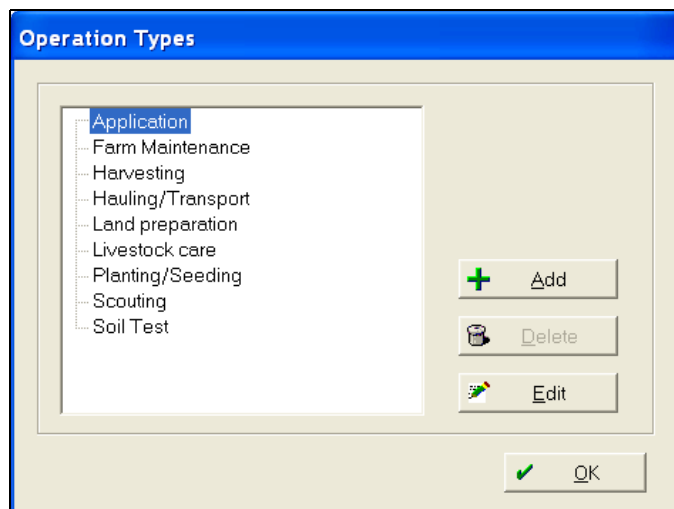 Operation Types
Application
Farm Maintenance
Harvesting
Hauling/Transport
Land preparation
Livestock care
Planting/Seeding
Scouting
Soil Test
Add
Delete
Edit
OK